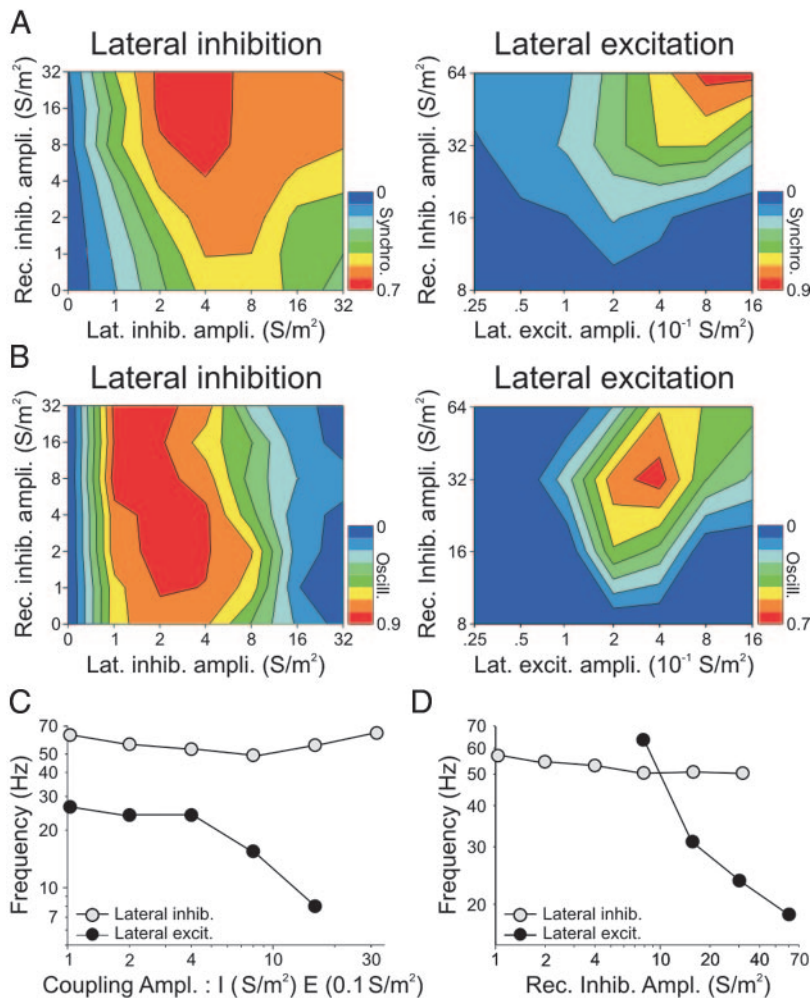 A
Lateral inhibition
Lateral excitation
Rec. inhib. ampli. (S/m²)
32
16
8
4
2
1
0
0 1 2 4 8 16 32
Lat. inhib. ampli. (S/m²)
0
Synchro.
0.7
Rec. Inhib. ampli. (S/m²)
64
32
16
8
.25 .5 1 2 4 8 16
Lat. excit. ampli. (10⁻¹ S/m²)
0
Synchro.
0.9
B
Lateral inhibition
Lateral excitation
Rec. inhib. ampli. (S/m²)
32
16
8
4
2
1
0
0 1 2 4 8 16 32
Lat. inhib. ampli. (S/m²)
0
Oscill.
0.9
Rec. Inhib. ampli. (S/m²)
64
32
16
8
.25 .5 1 2 4 8 16
Lat. excit. ampli. (10⁻¹ S/m²)
0
Oscill.
0.7
C
Frequency (Hz)
70
50
40
30
20
10
7
Lateral inhib.
Lateral excit.
1 2 4 10 30
Coupling Ampl. : I (S/m²) E (0.1 S/m²)
D
Frequency (Hz)
70
60
50
40
30
20
Lateral inhib.
Lateral excit.
1 2 4 10 20 40 70
Rec. Inhib. Ampl. (S/m²)